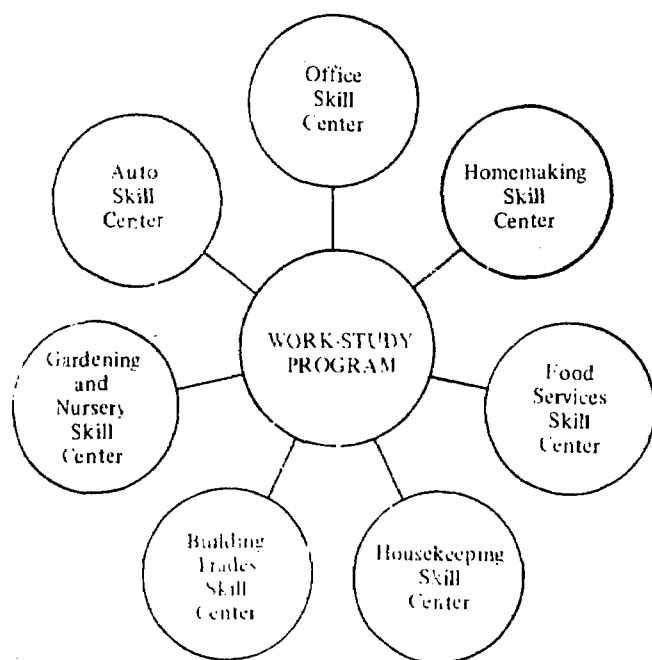 Office
Skill
Center
Homemaking
Skill
Center
Auto
Skill
Center
WORK-STUDY
PROGRAM
Gardening
and
Nursery
Skill
Center
Food
Services
Skill
Center
Building
Trades
Skill
Center
Housekeeping
Skill
Center